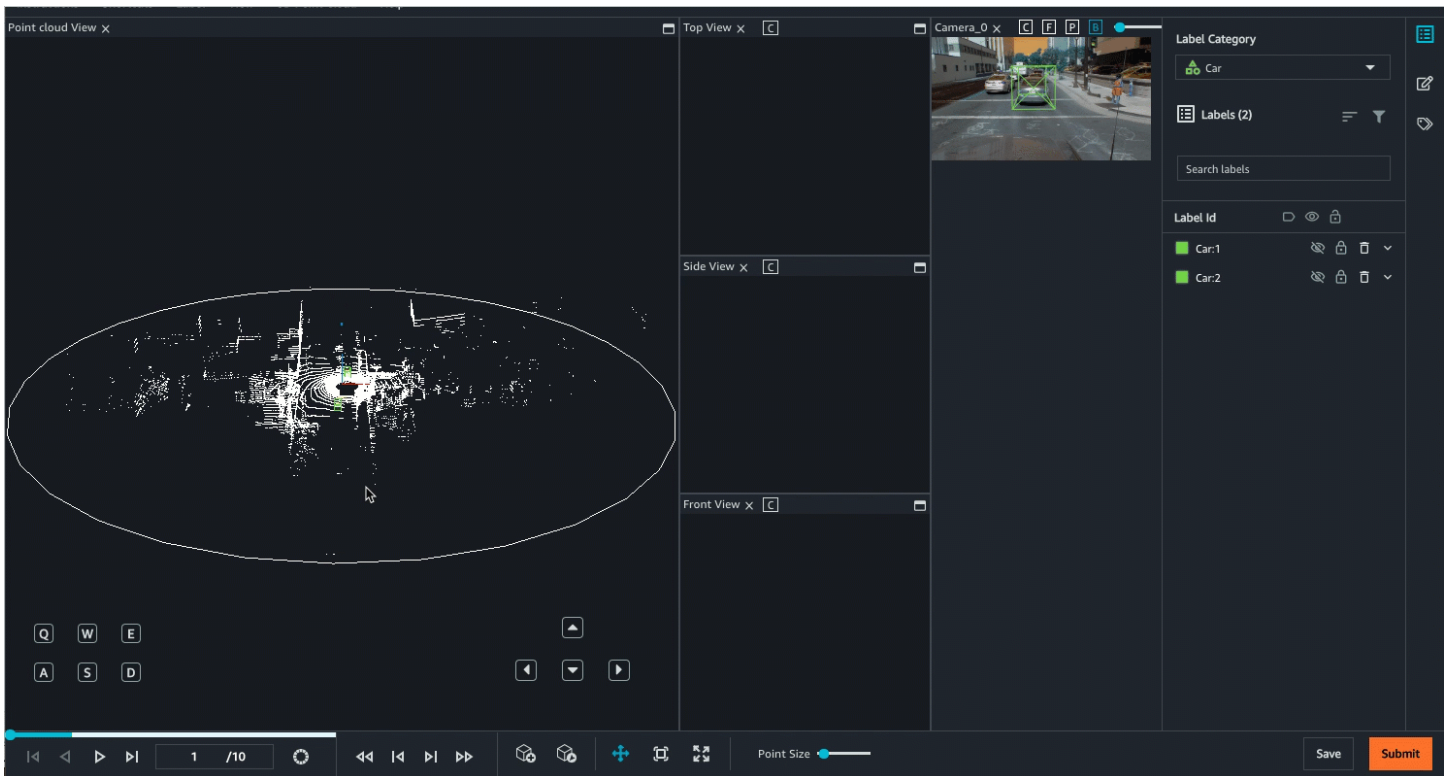 Point cloud View
Top View
C
Camera_0
C
F
P
B
Label Category
Car
Labels (2)
Search labels
Label Id
Car:1
Car:2
Side View
C
Front View
C
Q
W
E
A
S
D
1 /10
Point Size
Save
Submit